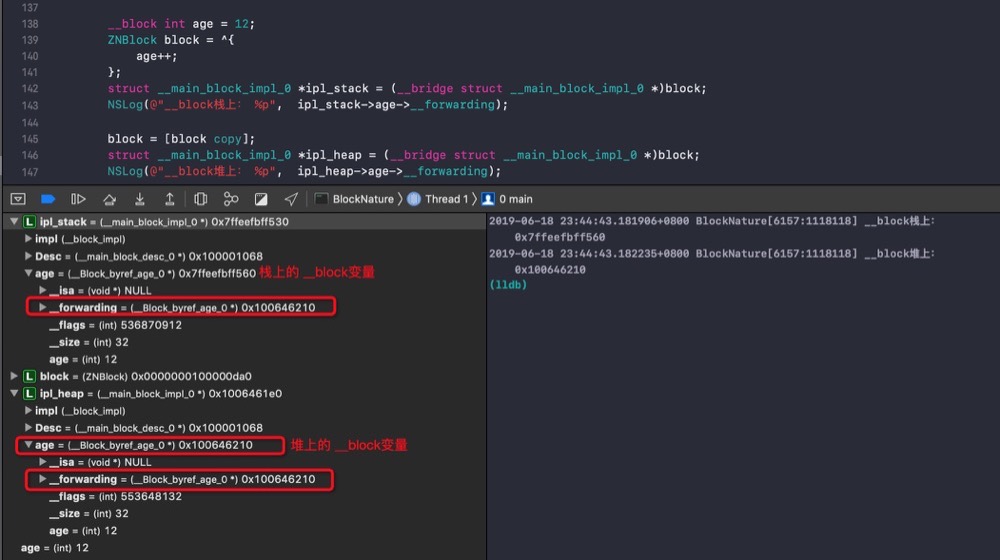 137
138 __block int age = 12;
139 ZNBlock block = ^{
140 age++;
141 };
142 struct __main_block_impl_0 *ipl_stack = (__bridge struct __main_block_impl_0 *)block;
143 NSLog(@"__block栈上： %p", ipl_stack->age->__forwarding);
144
145 block = [block copy];
146 struct __main_block_impl_0 *ipl_heap = (__bridge struct __main_block_impl_0 *)block;
147 NSLog(@"__block堆上： %p", ipl_heap->age->__forwarding);
BlockNature 〉 Thread 1 〉 0 main
L ipl_stack = (__main_block_impl_0 *) 0x7ffeefbff530
impl (__block_impl)
Desc = (__main_block_desc_0 *) 0x100001068
age = (__Block_byref_age_0 *) 0x7ffeefbff560 栈上的 __block变量
__isa = (void *) NULL
__forwarding = (__Block_byref_age_0 *) 0x100646210
__flags = (int) 536870912
__size = (int) 32
age = (int) 12
L block = (ZNBlock) 0x0000000100000da0
L ipl_heap = (__main_block_impl_0 *) 0x1006461e0
impl (__block_impl)
Desc = (__main_block_desc_0 *) 0x100001068
age = (__Block_byref_age_0 *) 0x100646210 堆上的 __block变量
__isa = (void *) NULL
__forwarding = (__Block_byref_age_0 *) 0x100646210
__flags = (int) 553648132
__size = (int) 32
age = (int) 12
age = (int) 12
2019-06-18 23:44:43.181906+0800 BlockNature[6157:1118118] __block栈上：
0x7ffeefbff560
2019-06-18 23:44:43.182235+0800 BlockNature[6157:1118118] __block堆上：
0x100646210
(lldb)